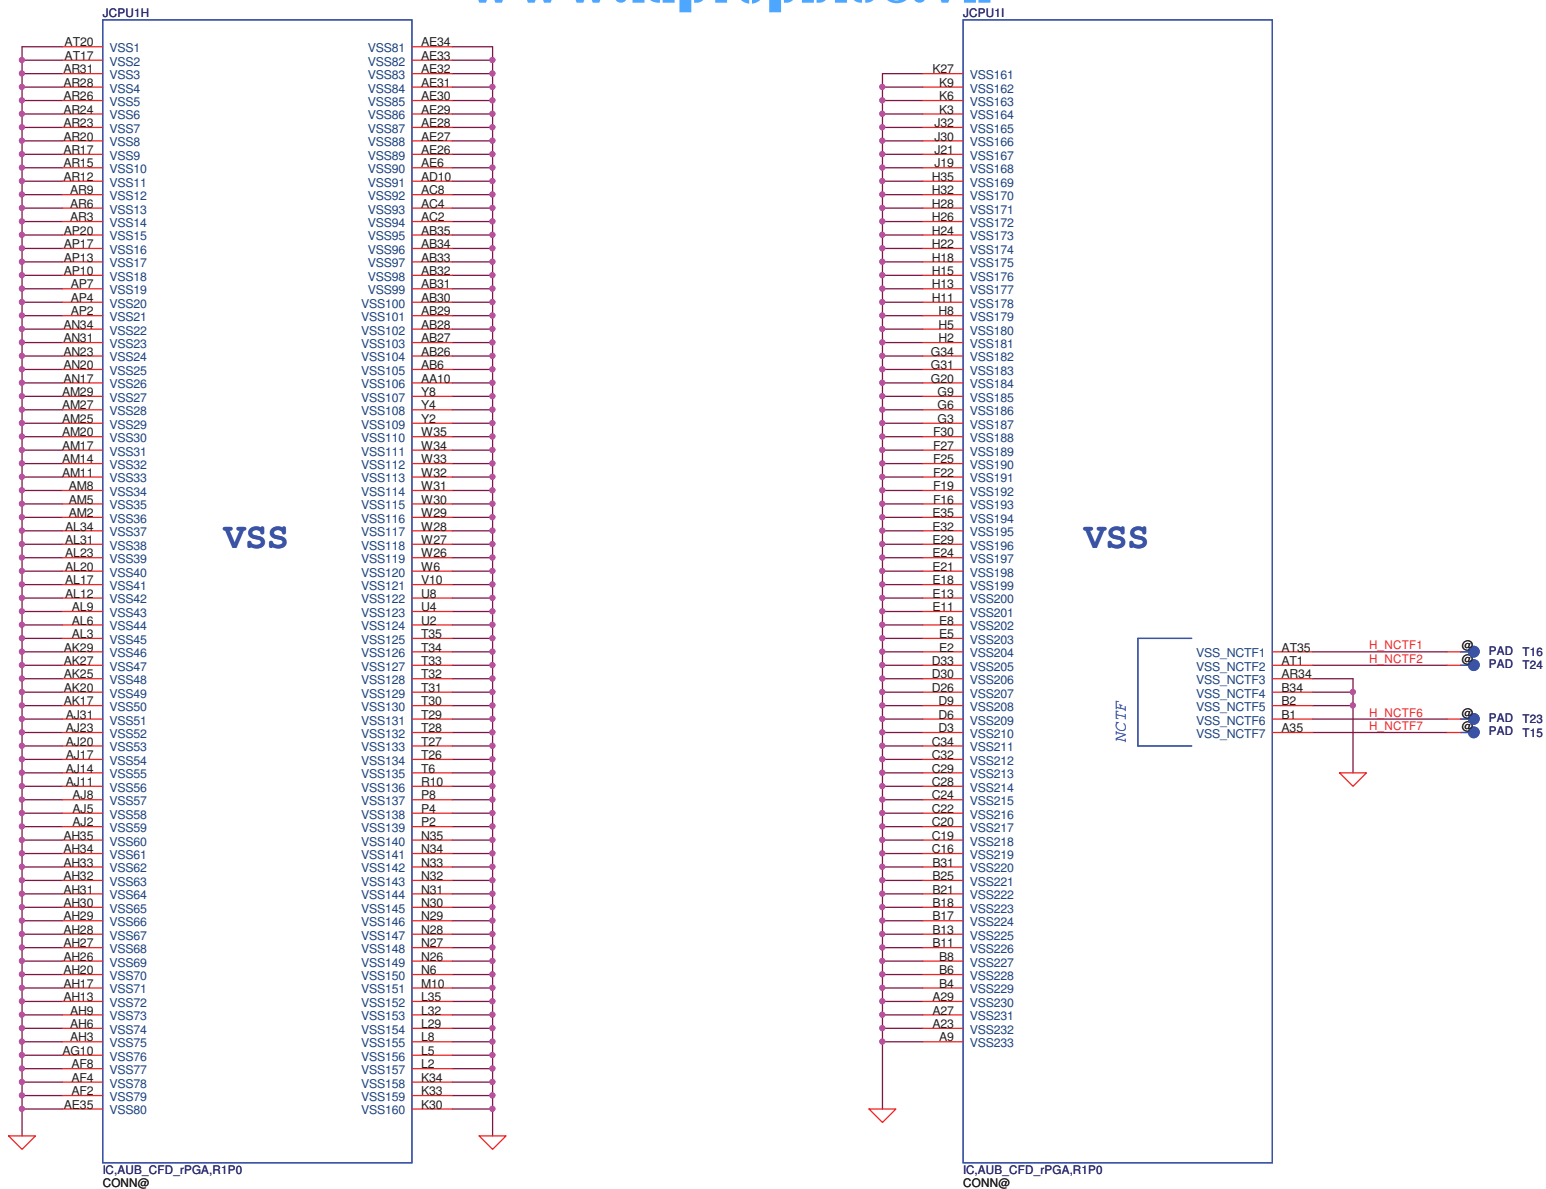 www.laptopbios.vn
JCPU1H
AT20 VSS1 VSS81 AE34
AT17 VSS2 VSS82 AE33
AR31 VSS3 VSS83 AE32
AR28 VSS4 VSS84 AE31
AR26 VSS5 VSS85 AE30
AR24 VSS6 VSS86 AE29
AR23 VSS7 VSS87 AE28
AR20 VSS8 VSS88 AE27
AR17 VSS9 VSS89 AE26
AR15 VSS10 VSS90 AE6
AR12 VSS11 VSS91 AD10
AR9 VSS12 VSS92 AC8
AR6 VSS13 VSS93 AC4
AR3 VSS14 VSS94 AC2
AP20 VSS15 VSS95 AB35
AP17 VSS16 VSS96 AB34
AP13 VSS17 VSS97 AB33
AP10 VSS18 VSS98 AB32
AP7 VSS19 VSS99 AB31
AP4 VSS20 VSS100 AB30
AP2 VSS21 VSS101 AB29
AN34 VSS22 VSS102 AB28
AN31 VSS23 VSS103 AB27
AN23 VSS24 VSS104 AB26
AN20 VSS25 VSS105 AB6
AN17 VSS26 VSS106 AA10
AM29 VSS27 VSS107 Y8
AM27 VSS28 VSS108 Y4
AM25 VSS29 VSS109 Y2
AM20 VSS30 VSS110 W35
AM17 VSS31 VSS111 W34
AM14 VSS32 VSS112 W33
AM11 VSS33 VSS113 W32
AM8 VSS34 VSS114 W31
AM5 VSS35 VSS115 W30
AM2 VSS36 VSS116 W29
AL34 VSS37 VSS117 W28
AL31 VSS38 VSS118 W27
AL23 VSS39 VSS119 W26
AL20 VSS40 VSS120 W6
AL17 VSS41 VSS121 V10
AL12 VSS42 VSS122 U8
AL9 VSS43 VSS123 U4
AL6 VSS44 VSS124 U2
AL3 VSS45 VSS125 T35
AK29 VSS46 VSS126 T34
AK27 VSS47 VSS127 T33
AK25 VSS48 VSS128 T32
AK20 VSS49 VSS129 T31
AK17 VSS50 VSS130 T30
AJ31 VSS51 VSS131 T29
AJ23 VSS52 VSS132 T28
AJ20 VSS53 VSS133 T27
AJ17 VSS54 VSS134 T26
AJ14 VSS55 VSS135 T6
AJ11 VSS56 VSS136 R10
AJ8 VSS57 VSS137 P8
AJ5 VSS58 VSS138 P4
AJ2 VSS59 VSS139 P2
AH35 VSS60 VSS140 N35
AH34 VSS61 VSS141 N34
AH33 VSS62 VSS142 N33
AH32 VSS63 VSS143 N32
AH31 VSS64 VSS144 N31
AH30 VSS65 VSS145 N30
AH29 VSS66 VSS146 N29
AH28 VSS67 VSS147 N28
AH27 VSS68 VSS148 N27
AH26 VSS69 VSS149 N26
AH20 VSS70 VSS150 N6
AH17 VSS71 VSS151 M10
AH13 VSS72 VSS152 L35
AH9 VSS73 VSS153 L32
AH6 VSS74 VSS154 L29
AH3 VSS75 VSS155 L8
AG10 VSS76 VSS156 L5
AF8 VSS77 VSS157 L2
AF4 VSS78 VSS158 K34
AF2 VSS79 VSS159 K33
AE35 VSS80 VSS160 K30
VSS
IC,AUB_CFD_rPGA,R1P0
CONN@
JCPU1I
K27 VSS161
K9 VSS162
K6 VSS163
K3 VSS164
J32 VSS165
J30 VSS166
J21 VSS167
J19 VSS168
H35 VSS169
H32 VSS170
H28 VSS171
H26 VSS172
H24 VSS173
H22 VSS174
H18 VSS175
H15 VSS176
H13 VSS177
H11 VSS178
H8 VSS179
H5 VSS180
H2 VSS181
G34 VSS182
G31 VSS183
G20 VSS184
G9 VSS185
G6 VSS186
G3 VSS187
F30 VSS188
F27 VSS189
F25 VSS190
F22 VSS191
F19 VSS192
F16 VSS193
E35 VSS194
E32 VSS195
E29 VSS196
E24 VSS197
E21 VSS198
E18 VSS199
E13 VSS200
E11 VSS201
E8 VSS202
E5 VSS203
E2 VSS204
D33 VSS205
D30 VSS206
D26 VSS207
D9 VSS208
D6 VSS209
D3 VSS210
C34 VSS211
C32 VSS212
C29 VSS213
C28 VSS214
C24 VSS215
C22 VSS216
C20 VSS217
C19 VSS218
C16 VSS219
B31 VSS220
B25 VSS221
B21 VSS222
B18 VSS223
B17 VSS224
B13 VSS225
B11 VSS226
B8 VSS227
B6 VSS228
B4 VSS229
A29 VSS230
A27 VSS231
A23 VSS232
A9 VSS233
VSS
NCTF
VSS_NCTF1 AT35 H_NCTF1 @ PAD T16
VSS_NCTF2 AT1 H_NCTF2 @ PAD T24
VSS_NCTF3 AR34
VSS_NCTF4 B34
VSS_NCTF5 B2
VSS_NCTF6 B1 H_NCTF6 @ PAD T23
VSS_NCTF7 A35 H_NCTF7 @ PAD T15
IC,AUB_CFD_rPGA,R1P0
CONN@